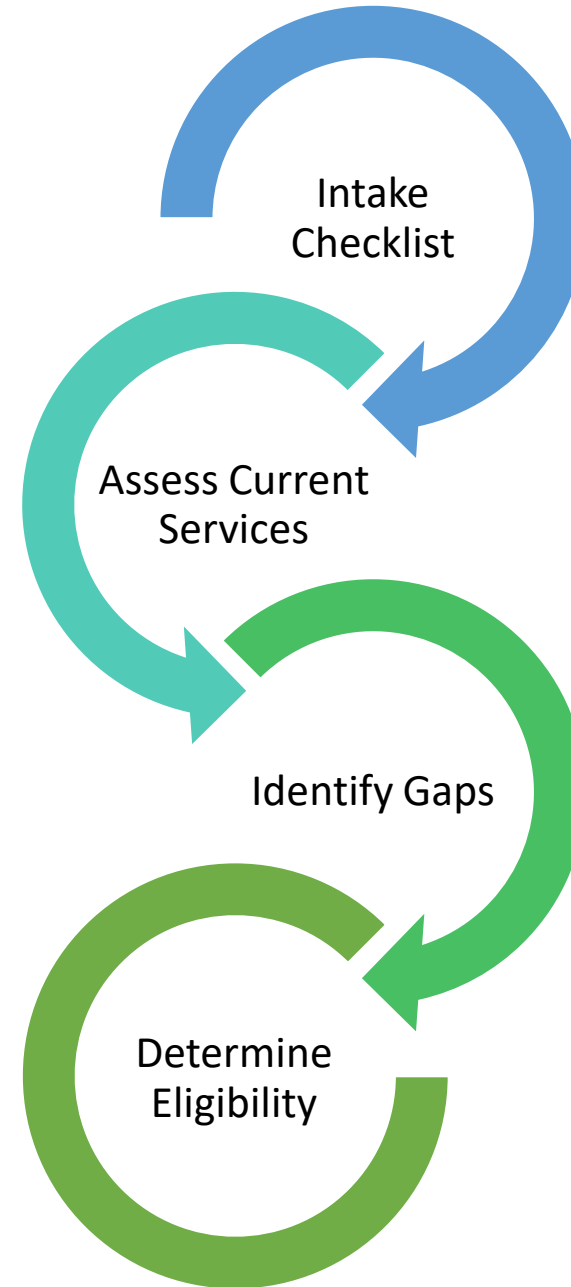 Intake
Checklist
Assess Current
Services
Identify Gaps
Determine
Eligibility